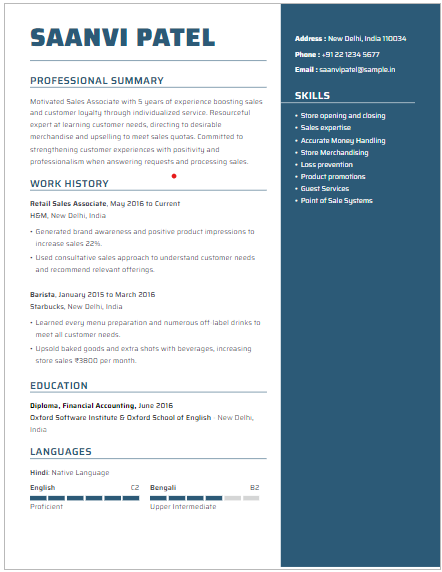 SAANVI PATEL
PROFESSIONAL SUMMARY
Motivated Sales Associate with 5 years of experience boosting sales
and customer loyalty through individualized service. Resourceful
expert at learning customer needs, directing to desirable
merchandise and upselling to meet sales quotas. Committed to
strengthening customer experiences with positivity and
professionalism when answering requests and processing sales.
WORK HISTORY
Retail Sales Associate, May 2016 to Current
H&M, New Delhi, India
• Generated brand awareness and positive product impressions to
increase sales 22%.
• Used consultative sales approach to understand customer needs
and recommend relevant offerings.
Barista, January 2015 to March 2016
Starbucks, New Delhi, India
• Learned every menu preparation and numerous off label drinks to
meet all customer needs.
• Upsold baked goods and extra shots with beverages, increasing
store sales ₹3800 per month.
EDUCATION
Diploma, Financial Accounting, June 2016
Oxford Software Institute & Oxford School of English New Delhi,
India
LANGUAGES
Hindi: Native Language
English C2 Bengali B2
Proficient Upper Intermediate
Address : New Delhi, India 110034
Phone : +91 22 1234 5677
Email : saanvipatel@sample.in
SKILLS
• Store opening and closing
• Sales expertise
• Accurate Money Handling
• Store Merchandising
• Loss prevention
• Product promotions
• Guest Services
• Point of Sale Systems